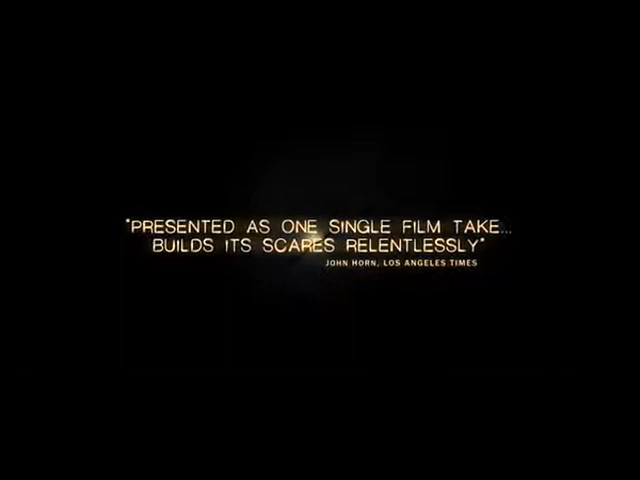 "PRESENTED AS ONE SINGLE FILM TAKE...
BUILDS ITS SCARES RELENTLESSLY"
JOHN HORN, LOS ANGELES TIMES